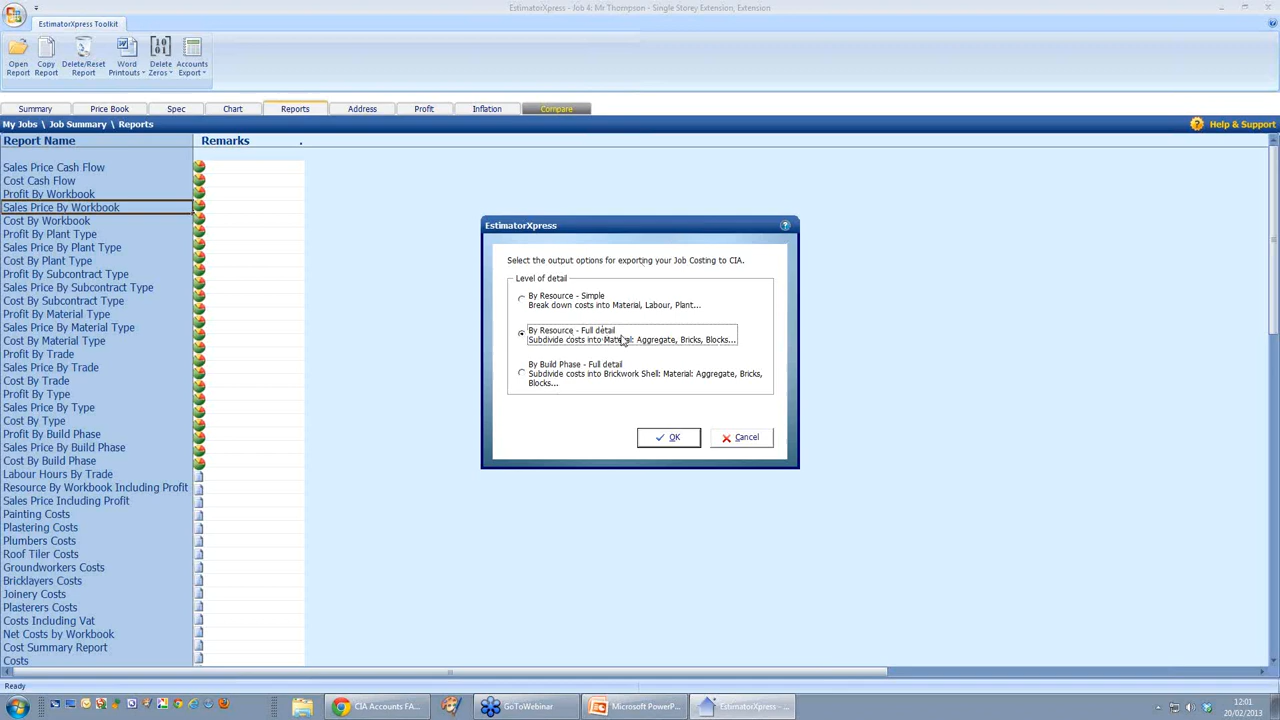 EstimatorXpress - Job 4: Mr Thompson - Single Storey Extension, Extension
EstimatorXpress Toolkit
Open Report
Copy Report
Delete/Reset Report
Word Printouts
Delete Zeros
Accounts Export
Summary
Price Book
Spec
Chart
Reports
Address
Profit
Inflation
Compare
My Jobs \ Job Summary \ Reports
Help & Support
Report Name
Remarks .
Sales Price Cash Flow
Cost Cash Flow
Profit By Workbook
Sales Price By Workbook
Cost By Workbook
Profit By Plant Type
Sales Price By Plant Type
Cost By Plant Type
Profit By Subcontract Type
Sales Price By Subcontract Type
Cost By Subcontract Type
Profit By Material Type
Sales Price By Material Type
Cost By Material Type
Profit By Trade
Sales Price By Trade
Cost By Trade
Profit By Type
Sales Price By Type
Cost By Type
Profit By Build Phase
Sales Price By Build Phase
Cost By Build Phase
Labour Hours By Trade
Resource By Workbook Including Profit
Sales Price Including Profit
Painting Costs
Plastering Costs
Plumbers Costs
Roof Tiler Costs
Groundworkers Costs
Bricklayers Costs
Joinery Costs
Plasterers Costs
Costs Including Vat
Net Costs by Workbook
Cost Summary Report
Costs
EstimatorXpress
Select the output options for exporting your Job Costing to CIA.
Level of detail
By Resource - Simple
Break down costs into Material, Labour, Plant...
By Resource - Full detail
Subdivide costs into Material: Aggregate, Bricks, Blocks...
By Build Phase - Full detail
Subdivide costs into Brickwork Shell: Material: Aggregate, Bricks,
Blocks...
OK
Cancel
Ready
CIA Accounts FA...
GoToWebinar
Microsoft PowerP...
EstimatorXpress - ...
12:01
20/02/2013